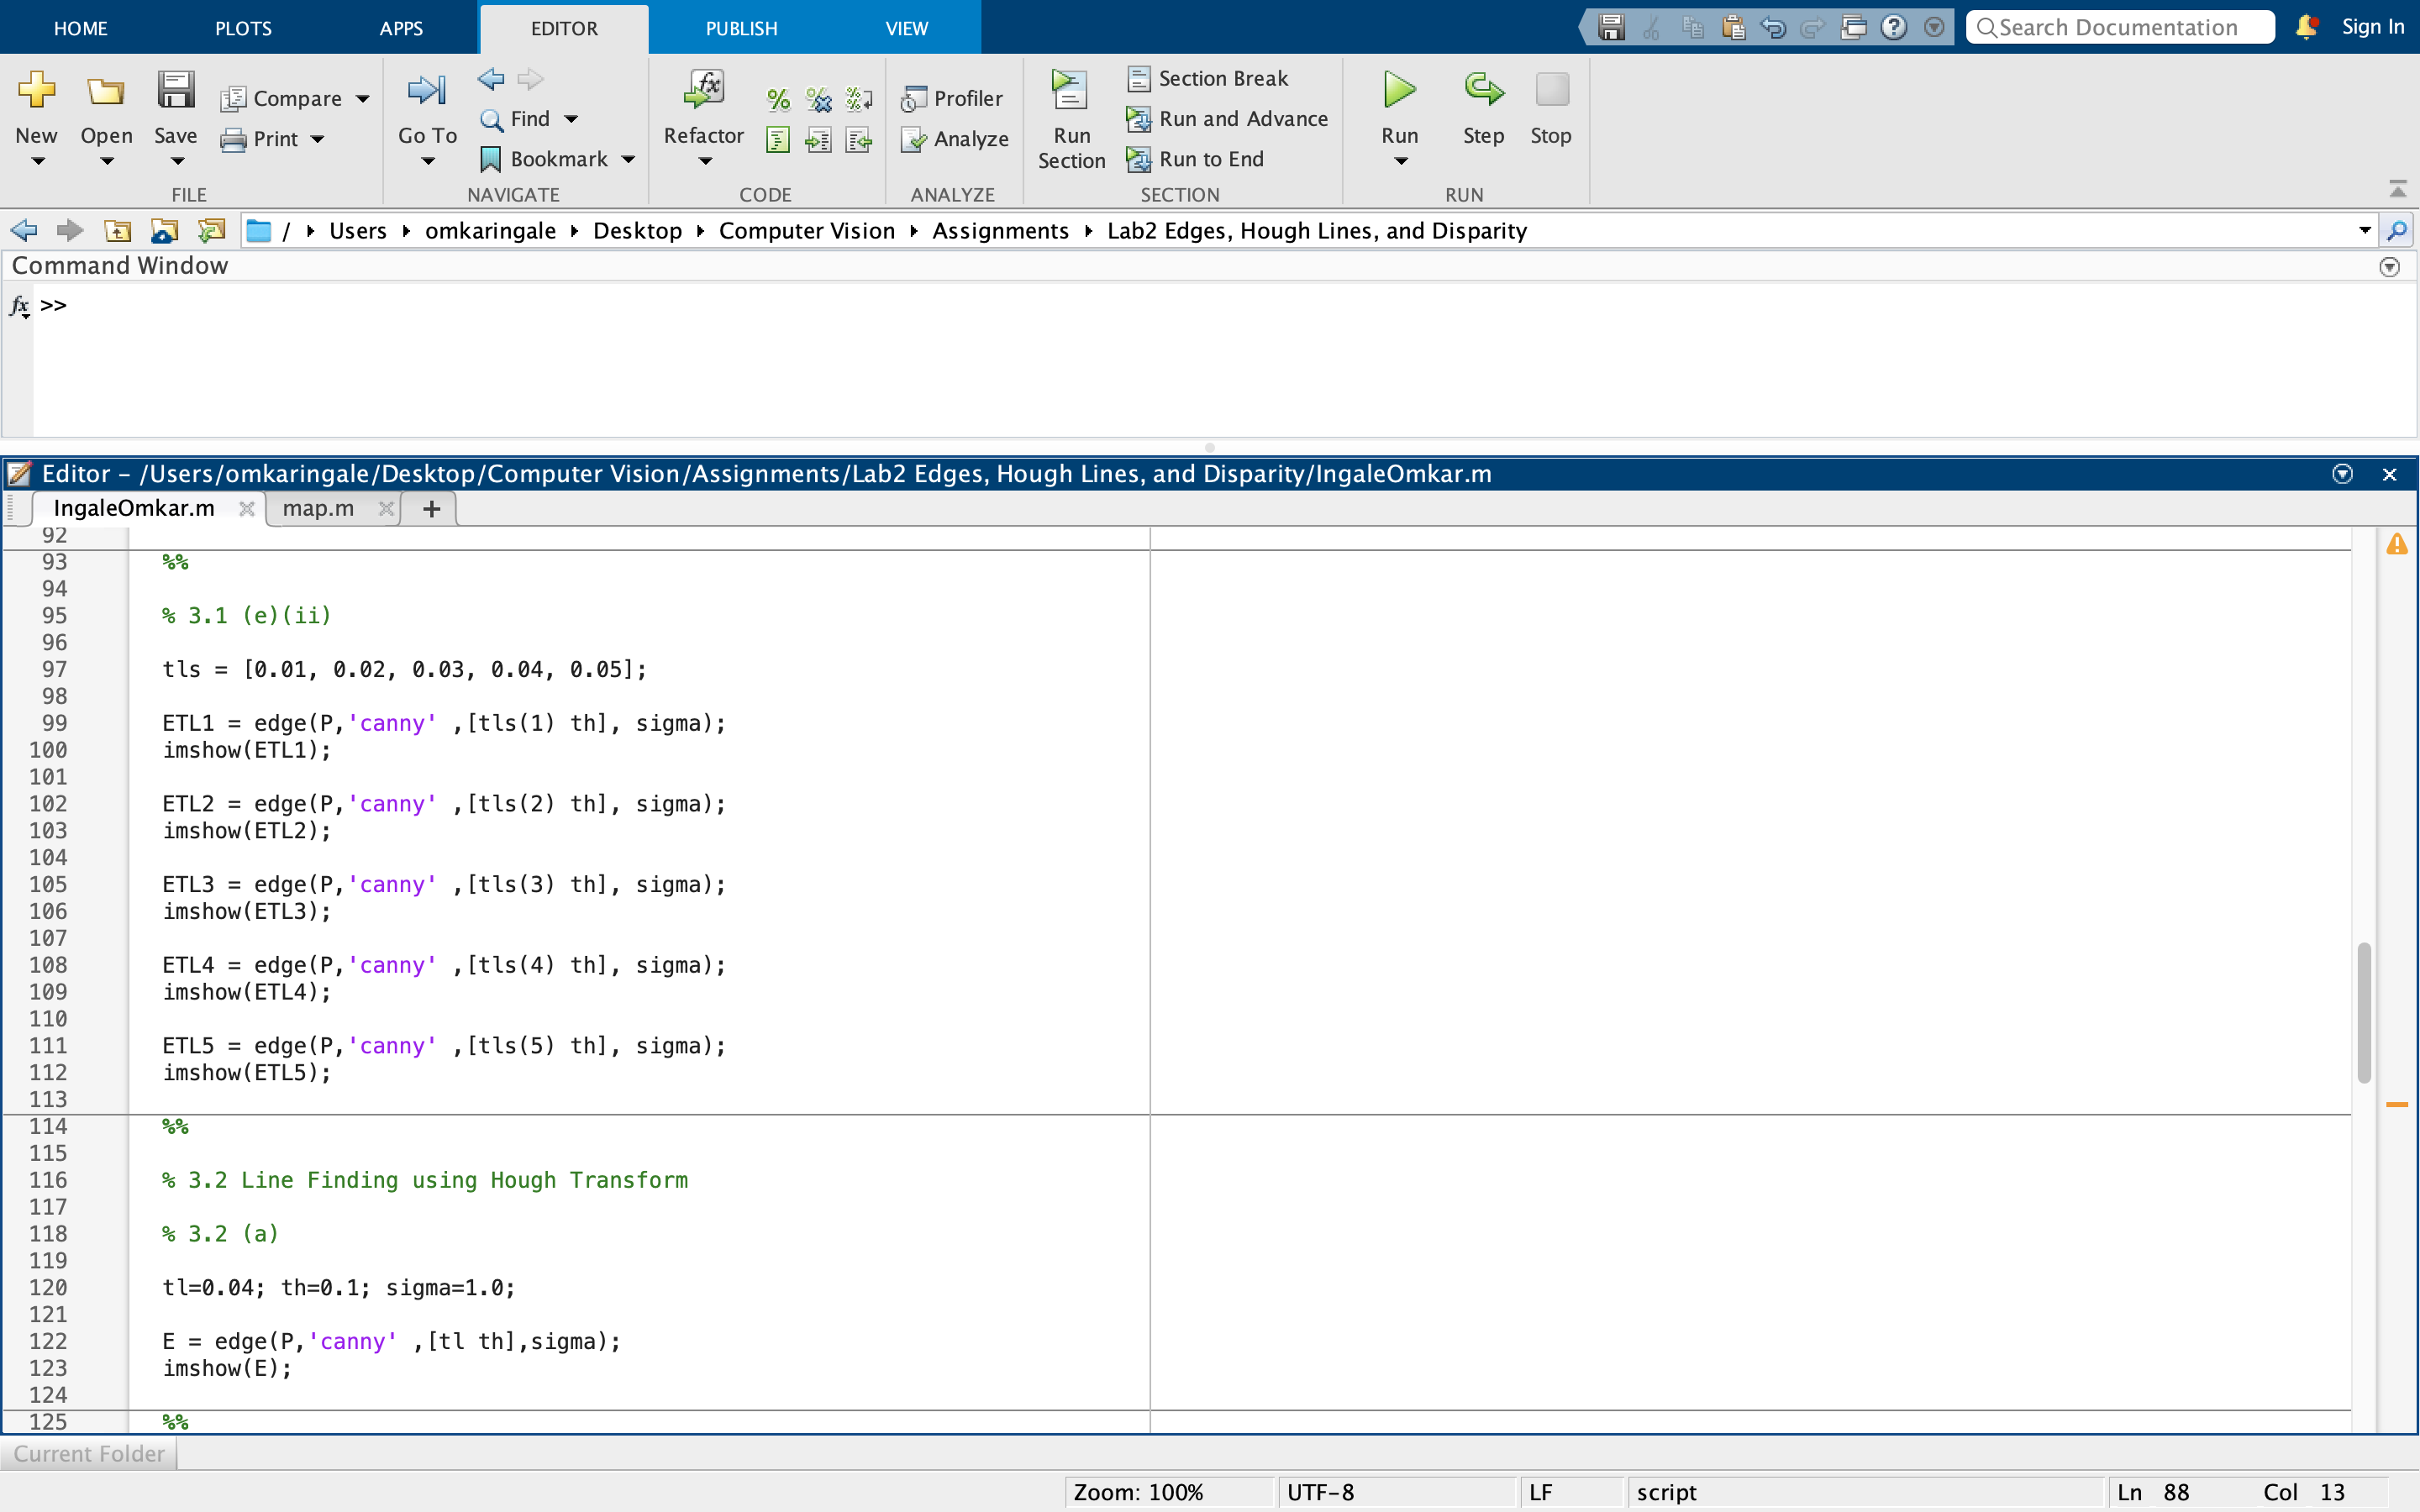 HOME PLOTS APPS EDITOR PUBLISH VIEW Search Documentation Sign In
New Open Save Compare Print
FILE
Go To Find Bookmark
NAVIGATE
Refactor
CODE
Profiler Analyze
ANALYZE
Run Section Section Break Run and Advance Run to End
SECTION
Run Step Stop
RUN
/ Users omkaringale Desktop Computer Vision Assignments Lab2 Edges, Hough Lines, and Disparity
Command Window
fx >>
Editor – /Users/omkaringale/Desktop/Computer Vision/Assignments/Lab2 Edges, Hough Lines, and Disparity/IngaleOmkar.m
IngaleOmkar.m map.m +
92
93 %%
94
95 % 3.1 (e)(ii)
96
97 tls = [0.01, 0.02, 0.03, 0.04, 0.05];
98
99 ETL1 = edge(P,'canny' ,[tls(1) th], sigma);
100 imshow(ETL1);
101
102 ETL2 = edge(P,'canny' ,[tls(2) th], sigma);
103 imshow(ETL2);
104
105 ETL3 = edge(P,'canny' ,[tls(3) th], sigma);
106 imshow(ETL3);
107
108 ETL4 = edge(P,'canny' ,[tls(4) th], sigma);
109 imshow(ETL4);
110
111 ETL5 = edge(P,'canny' ,[tls(5) th], sigma);
112 imshow(ETL5);
113
114 %%
115
116 % 3.2 Line Finding using Hough Transform
117
118 % 3.2 (a)
119
120 tl=0.04; th=0.1; sigma=1.0;
121
122 E = edge(P,'canny' ,[tl th],sigma);
123 imshow(E);
124
125 %%
Current Folder
Zoom: 100% UTF-8 LF script Ln 88 Col 13